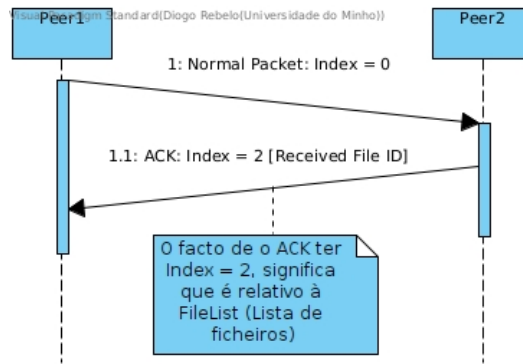 Visual Paradigm Standard(Diogo Rebelo(Universidade do Minho))
Peer1
Peer2
1: Normal Packet: Index = 0
1.1: ACK: Index = 2 [Received File ID]
O facto de o ACK ter
Index = 2, significa
que é relativo à
FileList (Lista de
ficheiros)